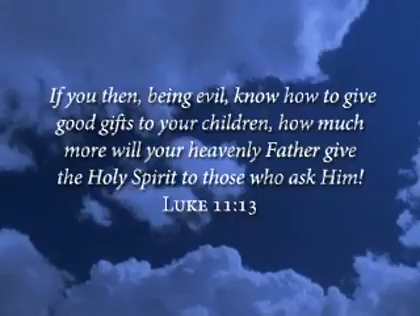 If you then, being evil, know how to give
good gifts to your children, how much
more will your heavenly Father give
the Holy Spirit to those who ask Him!
Luke 11:13